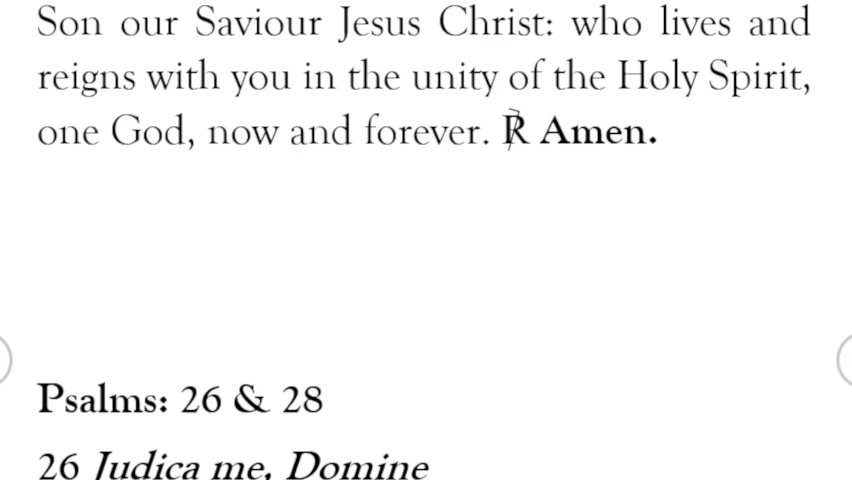 Son our Saviour Jesus Christ: who lives and
reigns with you in the unity of the Holy Spirit,
one God, now and forever. ℟ Amen.
Psalms: 26 & 28
26 Judica me, Domine